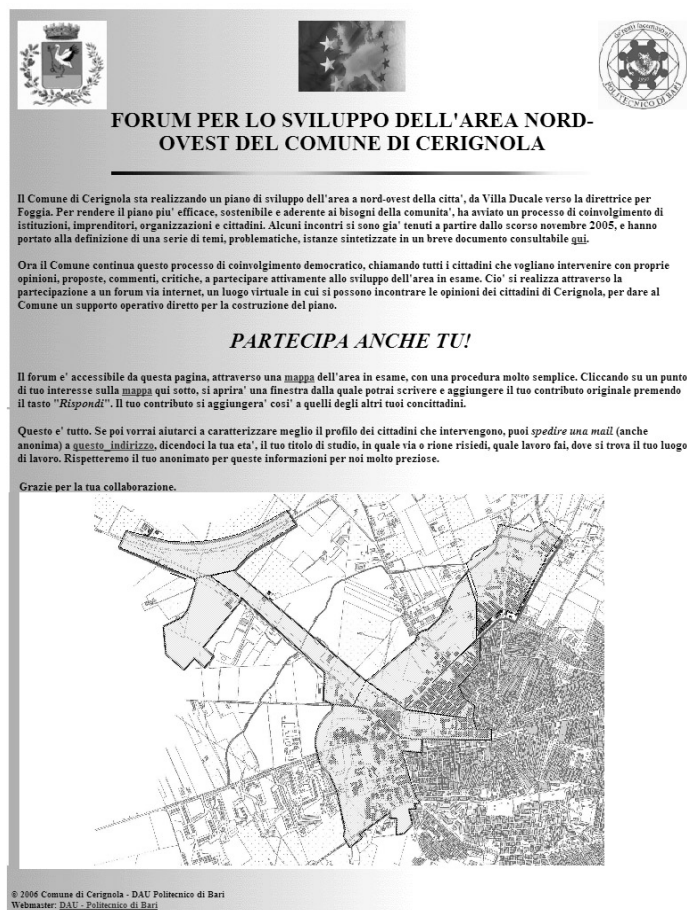 POLITECNICO DI BARI
FORUM PER LO SVILUPPO DELL'AREA NORD-
OVEST DEL COMUNE DI CERIGNOLA
Il Comune di Cerignola sta realizzando un piano di sviluppo dell'area a nord-ovest della citta', da Villa Ducale verso la direttrice per
Foggia. Per rendere il piano piu' efficace, sostenibile e aderente ai bisogni della comunita', ha avviato un processo di coinvolgimento di
istituzioni, imprenditori, organizzazioni e cittadini. Alcuni incontri si sono gia' tenuti a partire dallo scorso novembre 2005, e hanno
portato alla definizione di una serie di temi, problematiche, istanze sintetizzate in un breve documento consultabile qui.
Ora il Comune continua questo processo di coinvolgimento democratico, chiamando tutti i cittadini che vogliano intervenire con proprie
opinioni, proposte, commenti, critiche, a partecipare attivamente allo sviluppo dell'area in esame. Cio' si realizza attraverso la
partecipazione a un forum via internet, un luogo virtuale in cui si possono incontrare le opinioni dei cittadini di Cerignola, per dare al
Comune un supporto operativo diretto per la costruzione del piano.
PARTECIPA ANCHE TU!
Il forum e' accessibile da questa pagina, attraverso una mappa dell'area in esame, con una procedura molto semplice. Cliccando su un punto
di tuo interesse sulla mappa qui sotto, si aprira' una finestra dalla quale potrai scrivere e aggiungere il tuo contributo originale premendo
il tasto "Rispondi". Il tuo contributo si aggiungera' cosi' a quelli degli altri tuoi concittadini.
Questo e' tutto. Se poi vorrai aiutarci a caratterizzare meglio il profilo dei cittadini che intervengono, puoi spedire una mail (anche
anonima) a questo_indirizzo, dicendoci la tua eta', il tuo titolo di studio, in quale via o rione risiedi, quale lavoro fai, dove si trova il tuo luogo
di lavoro. Rispetteremo il tuo anonimato per queste informazioni per noi molto preziose.
Grazie per la tua collaborazione.
© 2006 Comune di Cerignola - DAU Politecnico di Bari
Webmaster: DAU - Politecnico di Bari